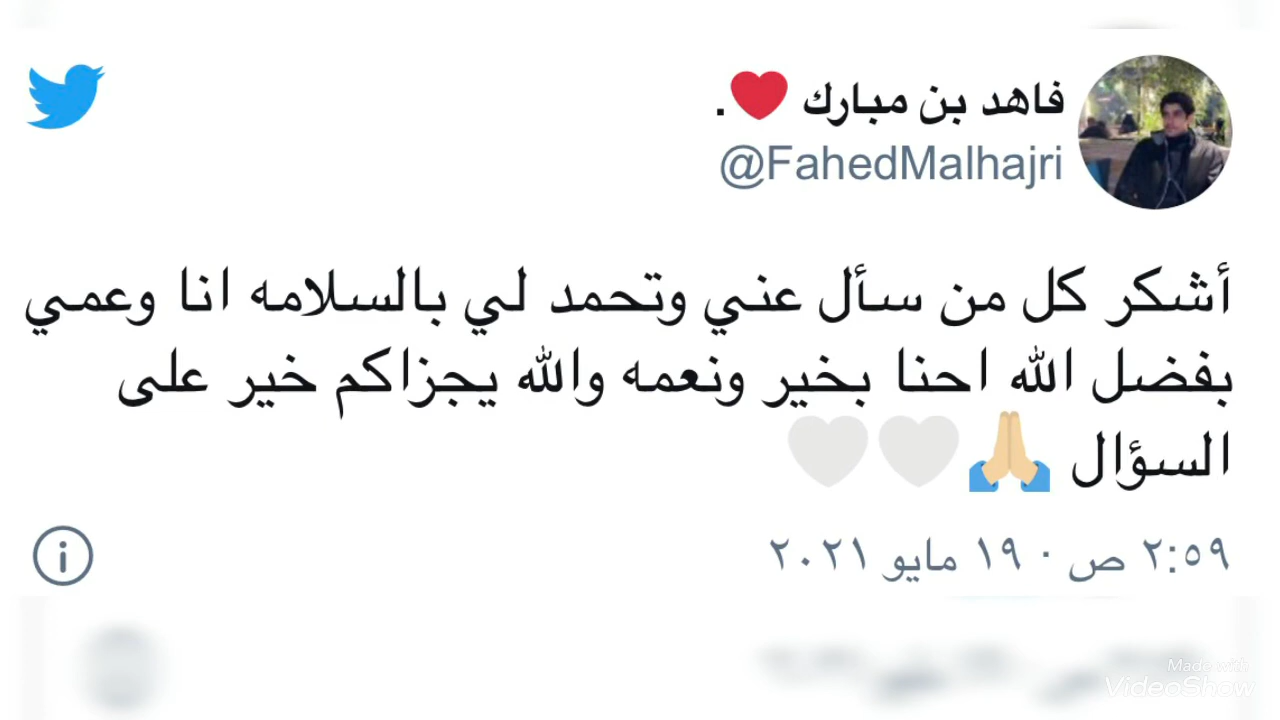 فاهد بن مبارك ❤️.
@FahedMalhajri
أشكر كل من سأل عني وتحمد لي بالسلامه انا وعمي
بفضل الله احنا بخير ونعمه والله يجزاكم خير على
السؤال 🙏🏼🤍🤍
٢:٥٩ ص · ١٩ مايو ٢٠٢١
Made with
VideoShow